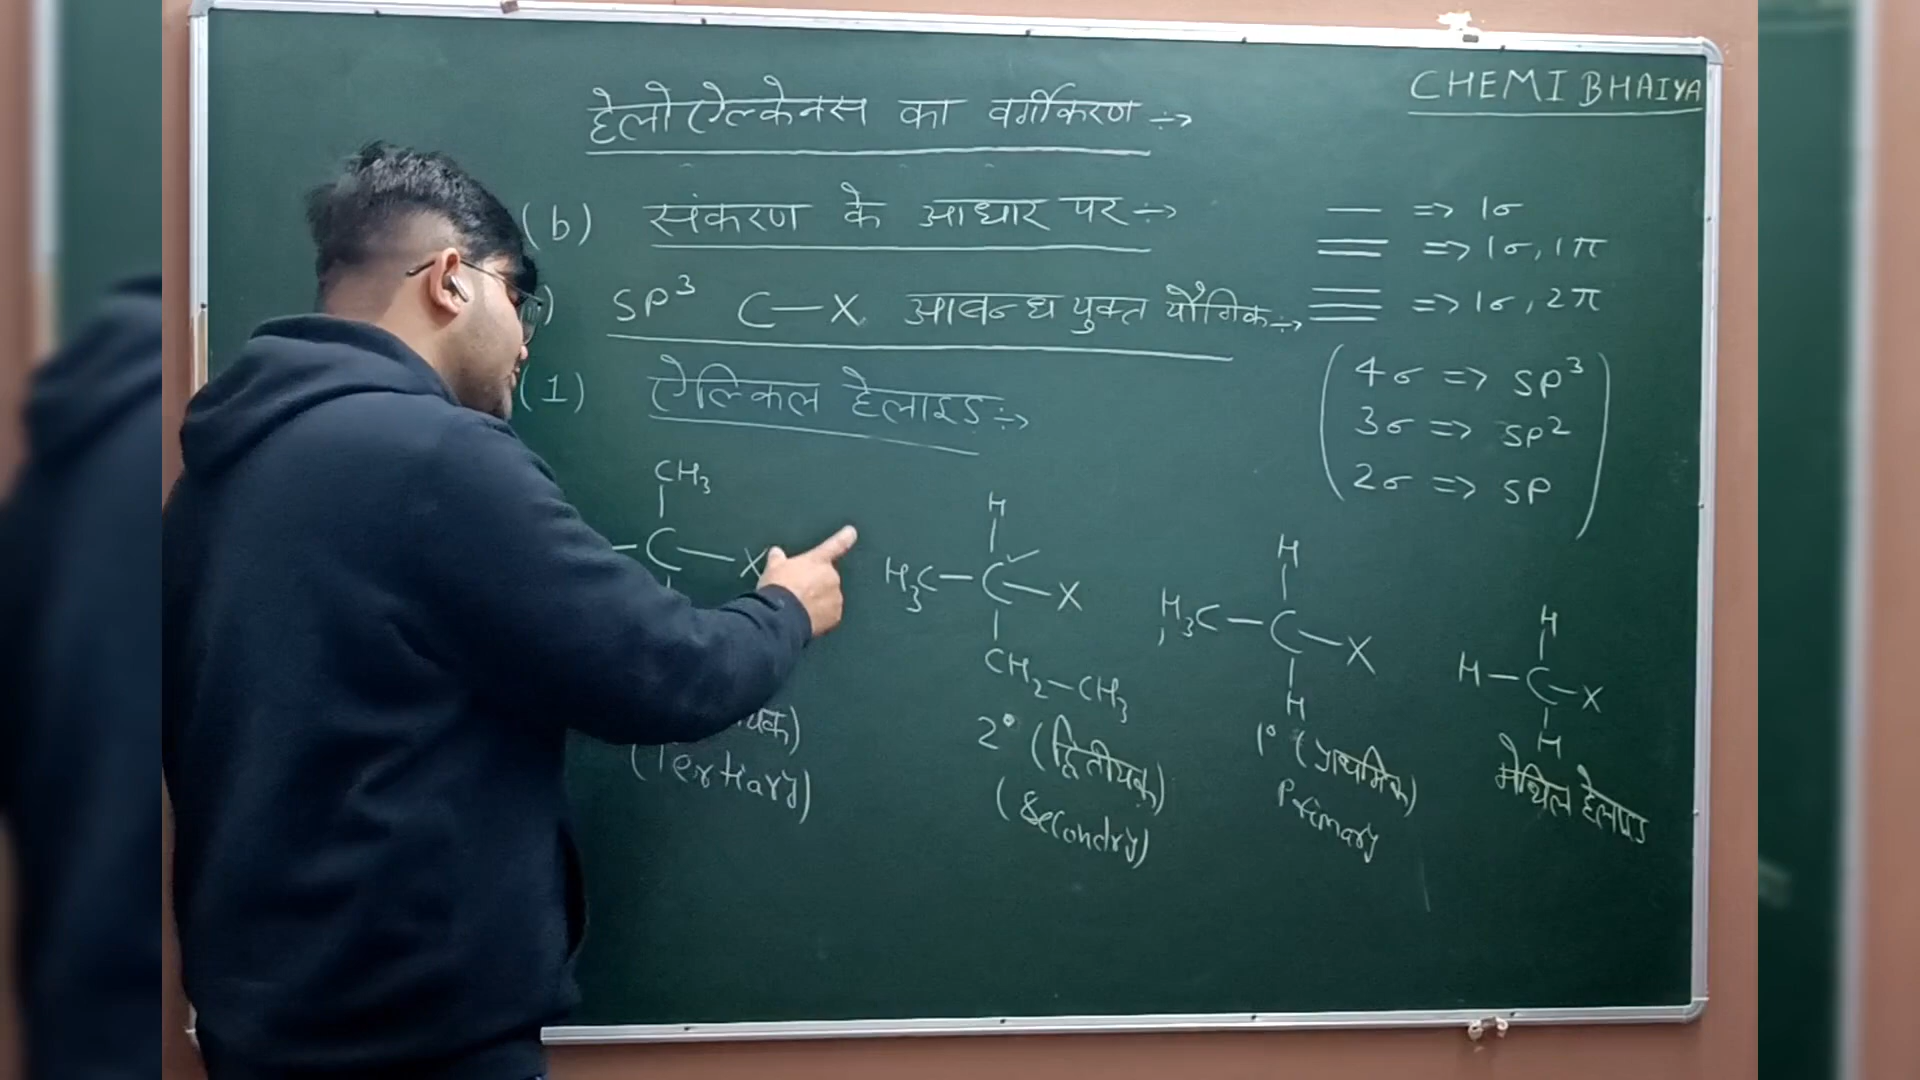 CHEMI BHAIYA
हेलोऐल्केनस का वर्गीकरण ÷>
(b) संकरण के आधार पर ÷>
) SP³ C—X आबन्ध युक्त यौगिक ÷>
(1) ऐल्किल हेलाइड ÷>
— => 1σ
= => 1σ, 1π
≡ => 1σ, 2π
4σ => SP³
3σ => SP²
2σ => SP
CH₃
— C — X
H
H₃C — C — X
CH₂—CH₃
2° (द्वितीयक)
(Secondry)
H
H₃C — C — X
H
1° (प्राथमिक)
Primary
H
H — C — X
H
मेथिल हेलाइड
(Tertiary)